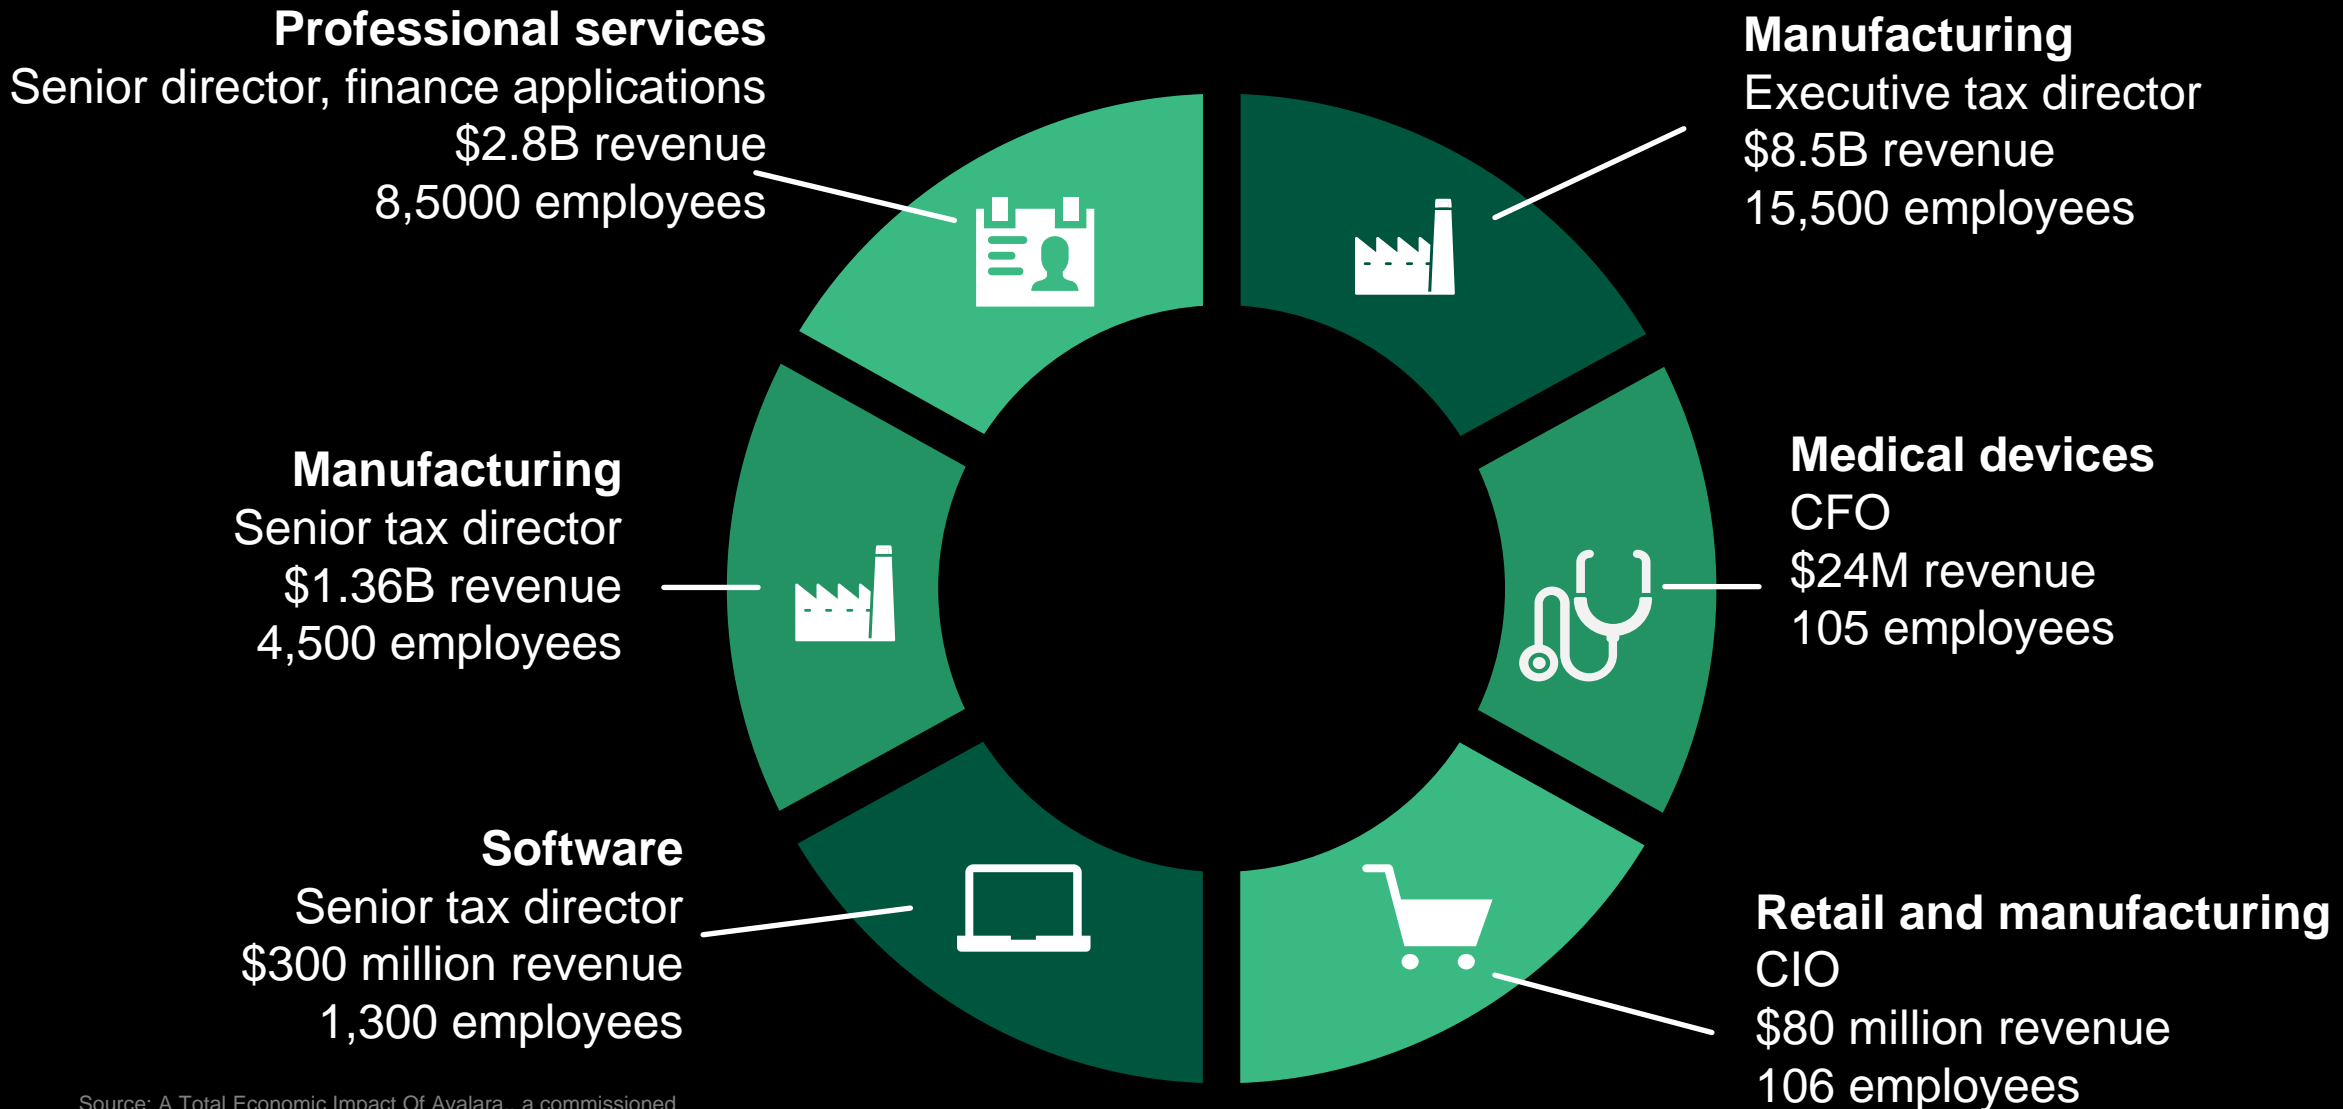 Professional services
Senior director, finance applications
$2.8B revenue
8,5000 employees
Manufacturing
Executive tax director
$8.5B revenue
15,500 employees
Manufacturing
Senior tax director
$1.36B revenue
4,500 employees
Medical devices
CFO
$24M revenue
105 employees
Software
Senior tax director
$300 million revenue
1,300 employees
Retail and manufacturing
CIO
$80 million revenue
106 employees
Source: A Total Economic Impact Of Avalara,, a commissioned